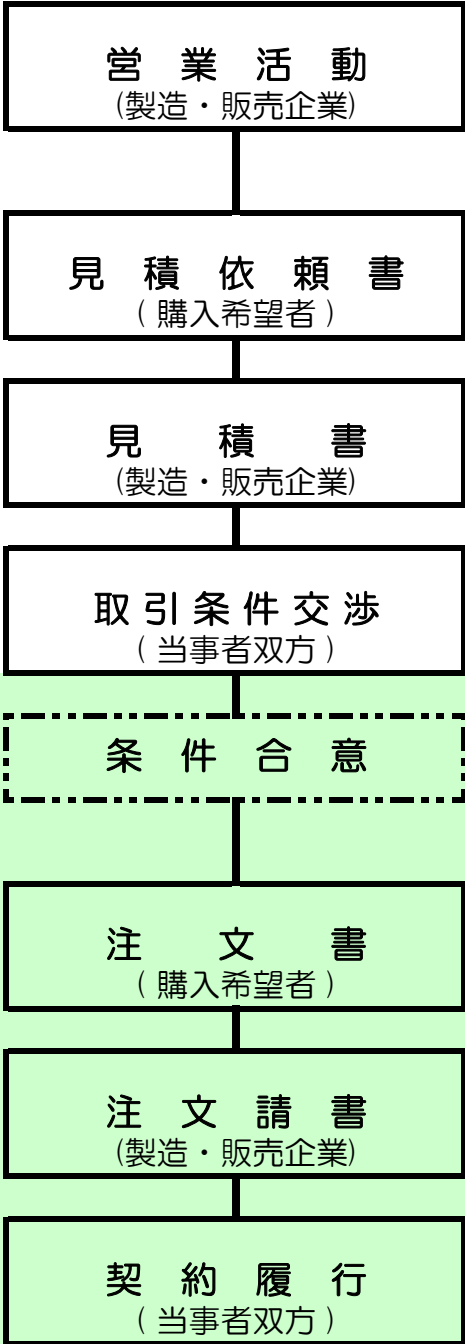 営業活動
(製造・販売企業)
見積依頼書
(購入希望者)
見積書
(製造・販売企業)
取引条件交渉
(当事者双方)
条件合意
注文書
(購入希望者)
注文請書
(製造・販売企業)
契約履行
(当事者双方)